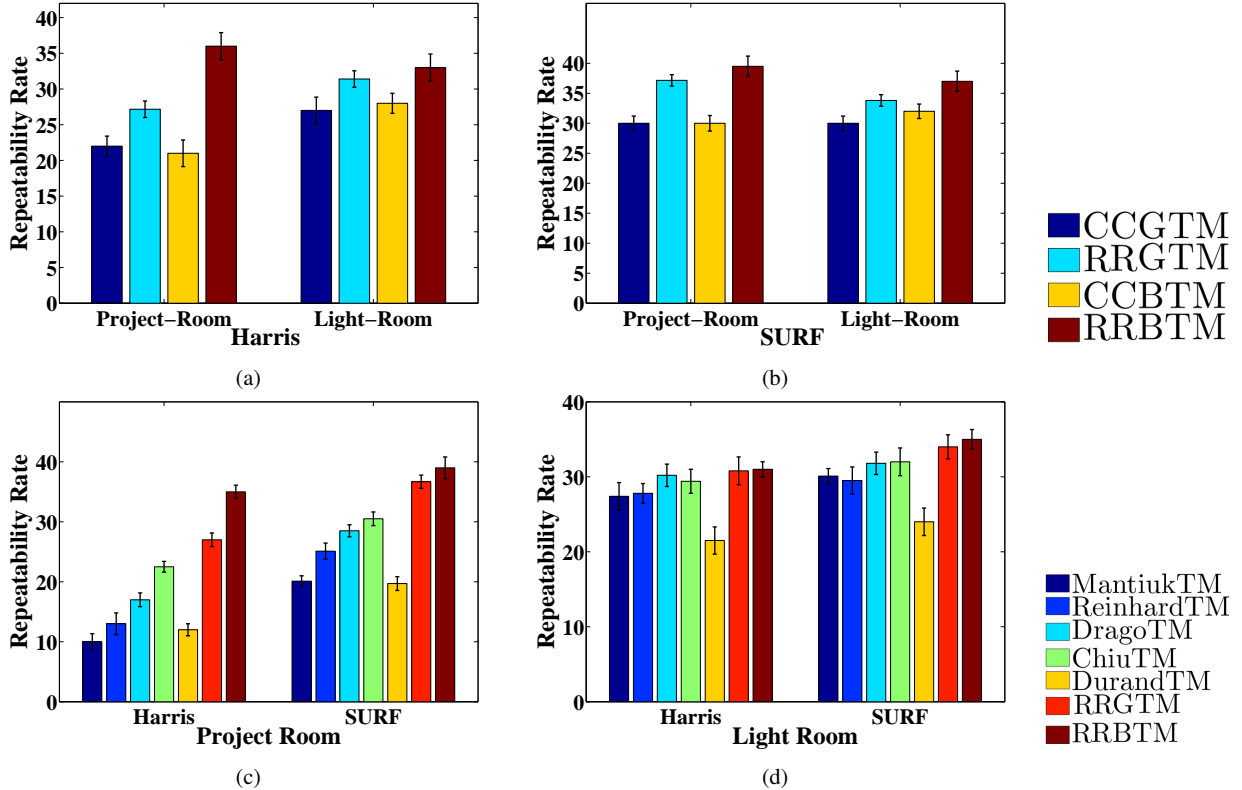 40
35
30
25
20
15
10
5
0
Repeatability Rate
Project−Room
Light−Room
Harris
(a)
40
35
30
25
20
15
10
5
0
Repeatability Rate
Project−Room
Light−Room
SURF
(b)
CCGTM
RRGTM
CCBTM
RRBTM
40
30
20
10
0
Repeatability Rate
Harris
SURF
Project Room
(c)
40
30
20
10
0
Repeatability Rate
Harris
SURF
Light Room
(d)
MantiukTM
ReinhardTM
DragoTM
ChiuTM
DurandTM
RRGTM
RRBTM